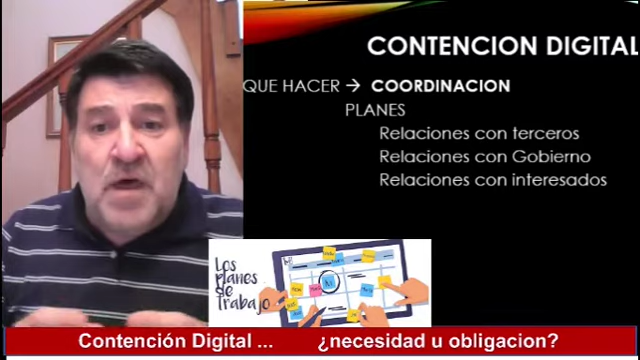 CONTENCION DIGITAL
QUE HACER → COORDINACION
PLANES
Relaciones con terceros
Relaciones con Gobierno
Relaciones con interesados
Los
planes
de
trabajo
Contención Digital ... ¿necesidad u obligacion?